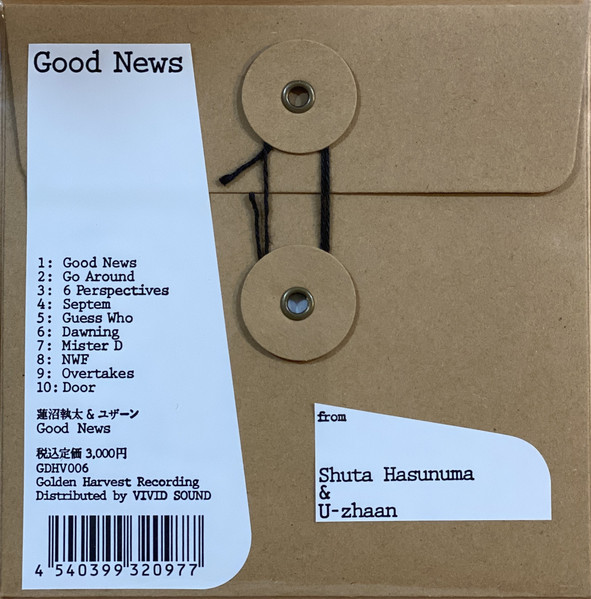 Good News
1: Good News
2: Go Around
3: 6 Perspectives
4: Septem
5: Guess Who
6: Dawning
7: Mister D
8: NWF
9: Overtakes
10: Door
蓮沼執太 & ユザーン
Good News
税込定価 3,000円
GDHV006
Golden Harvest Recording
Distributed by VIVID SOUND
4 540399 320977
from
Shuta Hasunuma
&
U-zhaan